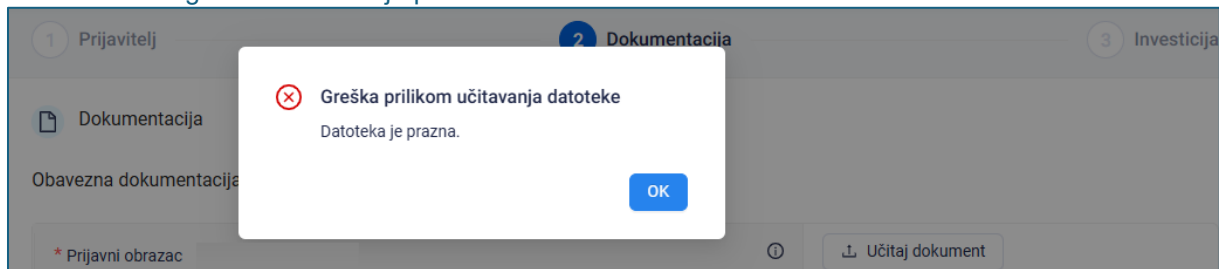 1 Prijavitelj
2 Dokumentacija
3 Investicija
Greška prilikom učitavanja datoteke
Datoteka je prazna.
Dokumentacija
Obavezna dokumentacija
OK
* Prijavni obrazac
Učitaj dokument